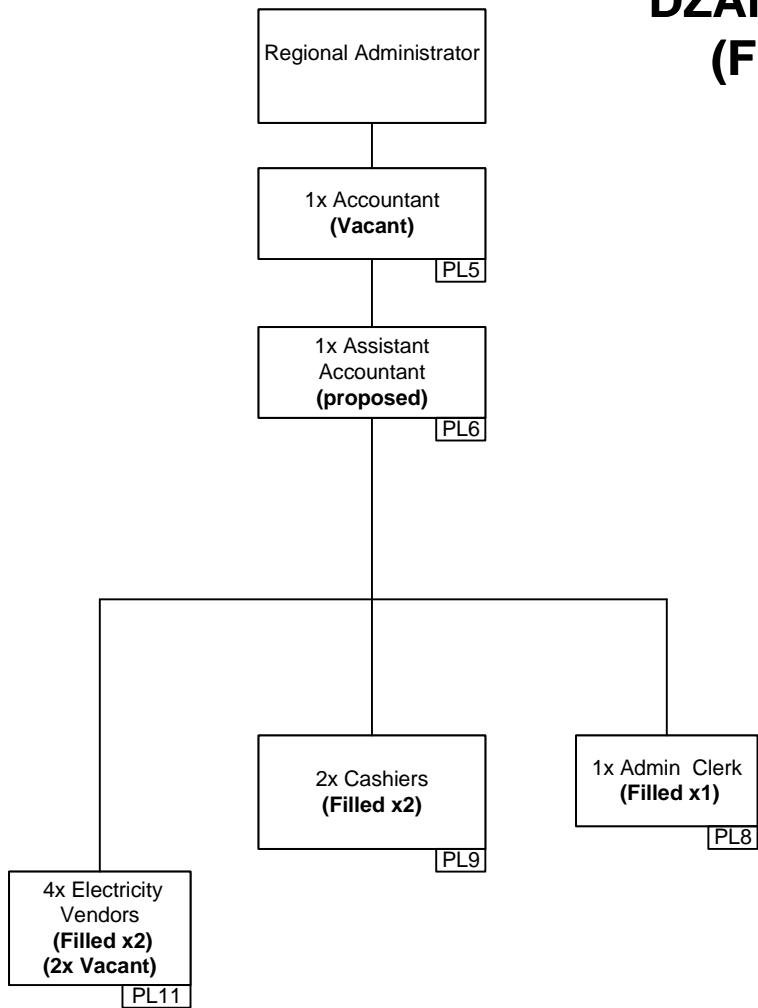 DZAN
(F
Regional Administrator
1x Accountant
(Vacant)
PL5
1x Assistant
Accountant
(proposed)
PL6
2x Cashiers
(Filled x2)
PL9
1x Admin Clerk
(Filled x1)
PL8
4x Electricity
Vendors
(Filled x2)
(2x Vacant)
PL11